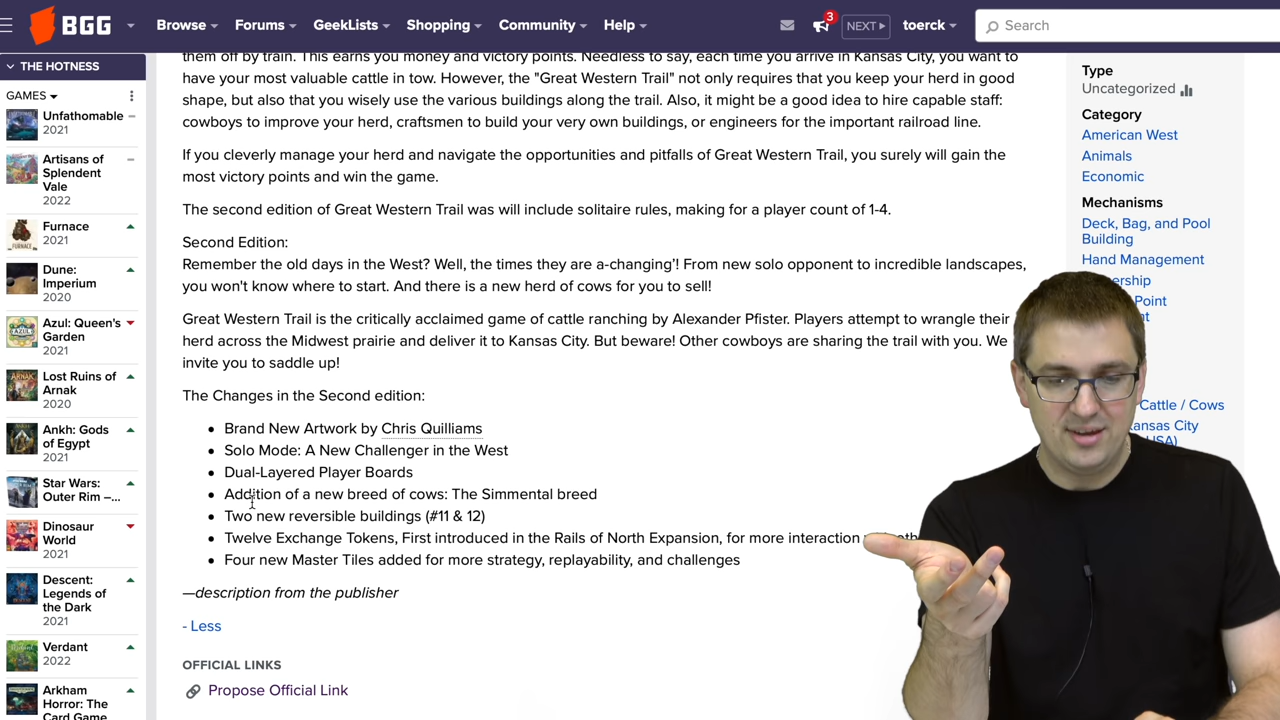 BGG
Browse
Forums
GeekLists
Shopping
Community
Help
3
NEXT
toerck
Search
THE HOTNESS
GAMES
Unfathomable
2021
Artisans of
Splendent
Vale
2022
Furnace
2021
Dune:
Imperium
2020
Azul: Queen's
Garden
2021
Lost Ruins of
Arnak
2020
Ankh: Gods
of Egypt
2021
Star Wars:
Outer Rim –...
Dinosaur
World
2021
Descent:
Legends of
the Dark
2021
Verdant
2022
Arkham
Horror: The
Card Game
them off by train. This earns you money and victory points. Needless to say, each time you arrive in Kansas City, you want to
have your most valuable cattle in tow. However, the "Great Western Trail" not only requires that you keep your herd in good
shape, but also that you wisely use the various buildings along the trail. Also, it might be a good idea to hire capable staff:
cowboys to improve your herd, craftsmen to build your very own buildings, or engineers for the important railroad line.
If you cleverly manage your herd and navigate the opportunities and pitfalls of Great Western Trail, you surely will gain the
most victory points and win the game.
The second edition of Great Western Trail was will include solitaire rules, making for a player count of 1-4.
Second Edition:
Remember the old days in the West? Well, the times they are a-changing'! From new solo opponent to incredible landscapes,
you won't know where to start. And there is a new herd of cows for you to sell!
Great Western Trail is the critically acclaimed game of cattle ranching by Alexander Pfister. Players attempt to wrangle their
herd across the Midwest prairie and deliver it to Kansas City. But beware! Other cowboys are sharing the trail with you. We
invite you to saddle up!
The Changes in the Second edition:
• Brand New Artwork by Chris Quilliams
• Solo Mode: A New Challenger in the West
• Dual-Layered Player Boards
• Addition of a new breed of cows: The Simmental breed
• Two new reversible buildings (#11 & 12)
• Twelve Exchange Tokens, First introduced in the Rails of North Expansion, for more interaction
• Four new Master Tiles added for more strategy, replayability, and challenges
—description from the publisher
- Less
OFFICIAL LINKS
Propose Official Link
Type
Uncategorized
Category
American West
Animals
Economic
Mechanisms
Deck, Bag, and Pool
Building
Hand Management
Point
Cattle / Cows